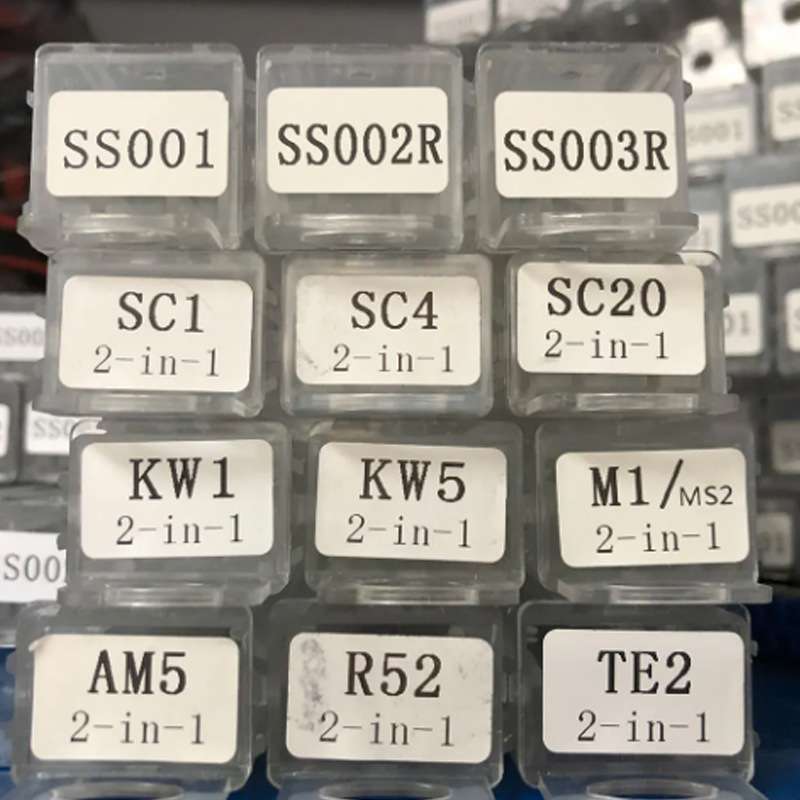 SS001
SS002R
SS003R
SC1
2-in-1
SC4
2-in-1
SC20
2-in-1
KW1
2-in-1
KW5
2-in-1
M1/MS2
2-in-1
AM5
2-in-1
R52
2-in-1
TE2
2-in-1